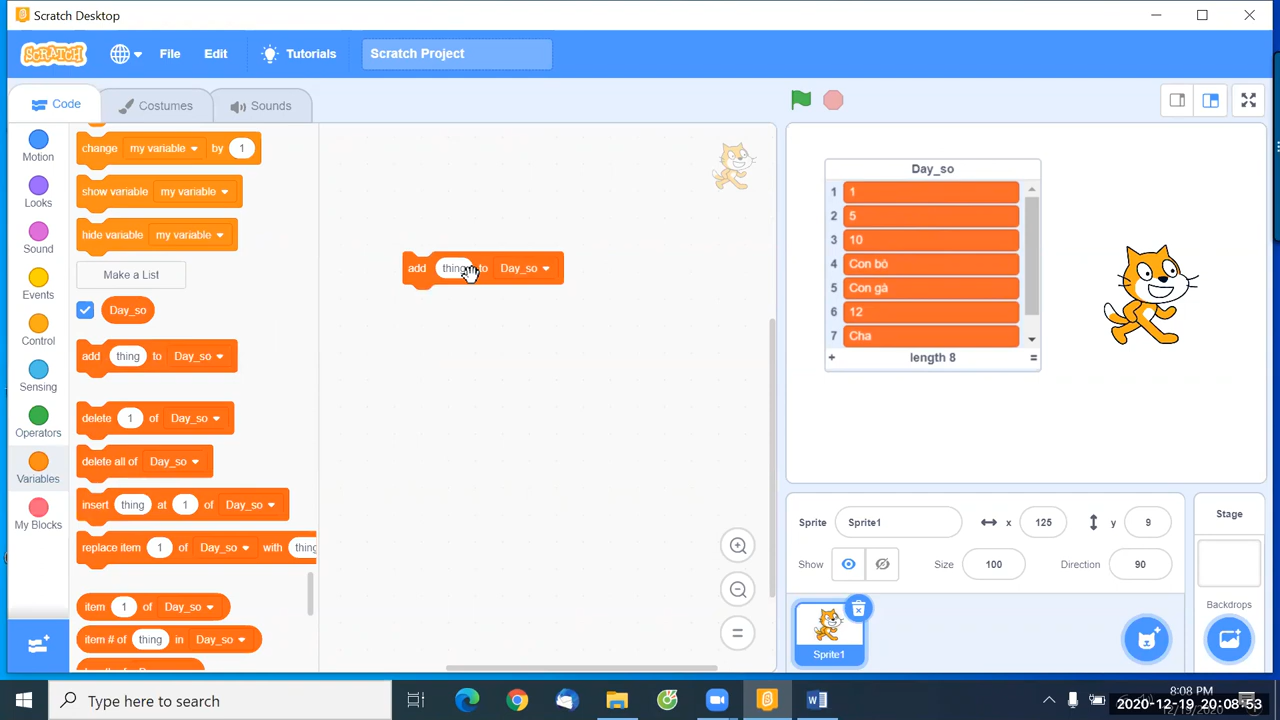 Scratch Desktop
SCRATCH
File
Edit
Tutorials
Scratch Project
Code
Costumes
Sounds
Motion
Looks
Sound
Events
Control
Sensing
Operators
Variables
My Blocks
change my variable by 1
show variable my variable
hide variable my variable
Make a List
Day_so
add thing to Day_so
delete 1 of Day_so
delete all of Day_so
insert thing at 1 of Day_so
replace item 1 of Day_so with thing
item 1 of Day_so
item # of thing in Day_so
add thing to Day_so
Day_so
1 1
2 5
3 10
4 Con bò
5 Con gà
6 12
7 Cha
+ length 8 =
Sprite
Sprite1
x 125
y 9
Show
Size 100
Direction 90
Sprite1
Stage
Backdrops
Type here to search
8:08 PM
2020-12-19 20:08:53